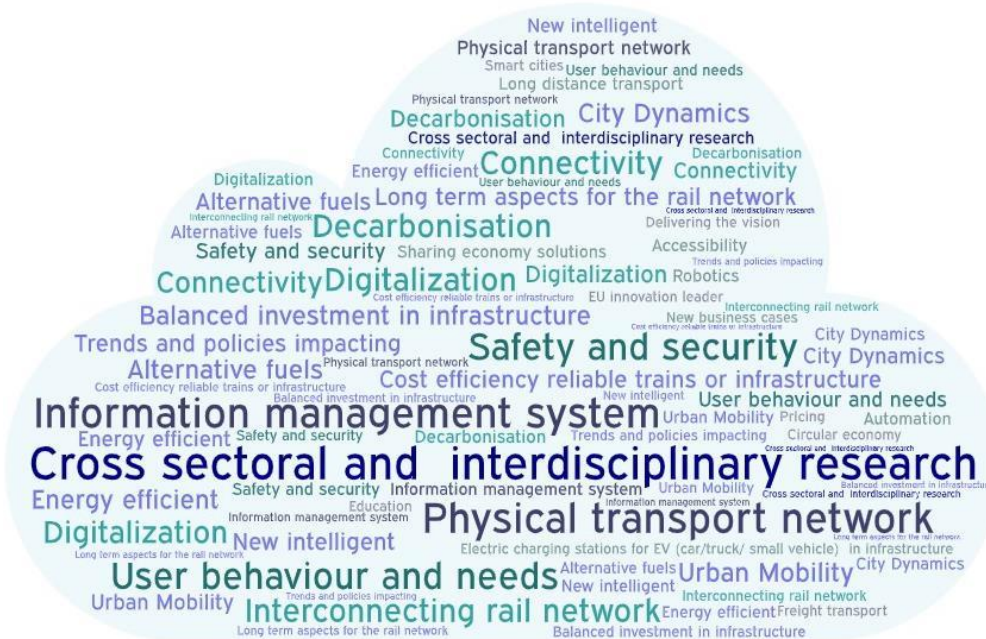 New intelligent
Physical transport network
Smart cities User behaviour and needs
Long distance transport
Physical transport network
Decarbonisation City Dynamics
Cross sectoral and interdisciplinary research
Connectivity Connectivity Decarbonisation
Energy efficient Connectivity
Digitalization User behaviour and needs
Alternative fuels Long term aspects for the rail network
Interconnecting rail network Cross sectoral and interdisciplinary research
Alternative fuels Decarbonisation Delivering the vision
Safety and security Sharing economy solutions Accessibility
Trends and policies impacting
Connectivity Digitalization Digitalization Robotics
Cost efficiency reliable trains or infrastructure EU innovation leader
Balanced investment in infrastructure New business cases Interconnecting rail network
Cost efficiency reliable trains or infrastructure
Trends and policies impacting Safety and security City Dynamics
Alternative fuels Physical transport network City Dynamics
Cost efficiency reliable trains or infrastructure Cost efficiency reliable trains or infrastructure
Balanced investment in infrastructure New intelligent User behaviour and needs
Information management system Urban Mobility Pricing Automation
Energy efficient Safety and security Decarbonisation Trends and policies impacting Circular economy
Cross sectoral and interdisciplinary research
Cross sectoral and interdisciplinary research
Energy efficient Safety and security Information management system Urban Mobility Balanced investment in infrastructure
Cross sectoral and interdisciplinary research
Education Information management system
Digitalization Information management system Physical transport network
New intelligent Long term aspects for the rail network
Long term aspects for the rail network Electric charging stations for EV (car/truck/ small vehicle) in infrastructure
User behaviour and needs Alternative fuels Urban Mobility City Dynamics
New intelligent
Urban Mobility Trends and policies impacting Interconnecting rail network
Interconnecting rail network Energy efficient Freight transport
Long term aspects for the rail network Balanced investment in infrastructure